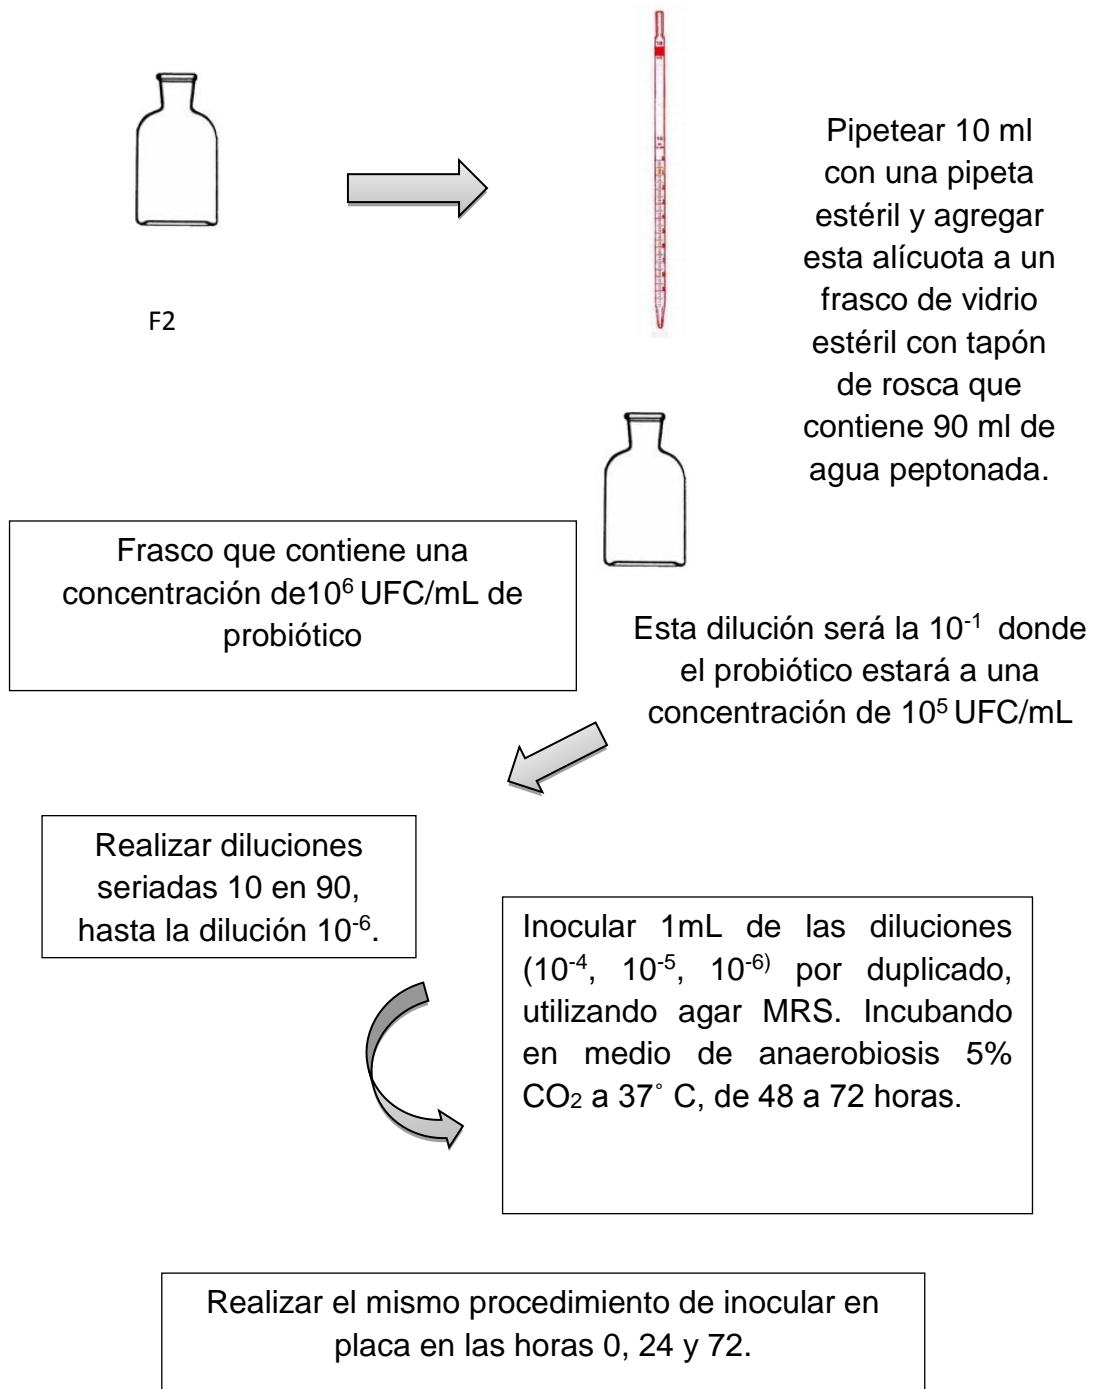 F2
Pipetear 10 ml
con una pipeta
estéril y agregar
esta alícuota a un
frasco de vidrio
estéril con tapón
de rosca que
contiene 90 ml de
agua peptonada.
Frasco que contiene una
concentración de10⁶ UFC/mL de
probiótico
Esta dilución será la 10⁻¹ donde
el probiótico estará a una
concentración de 10⁵ UFC/mL
Realizar diluciones
seriadas 10 en 90,
hasta la dilución 10⁻⁶.
Inocular 1mL de las diluciones
(10⁻⁴, 10⁻⁵, 10⁻⁶⁾ por duplicado,
utilizando agar MRS. Incubando
en medio de anaerobiosis 5%
CO₂ a 37˚ C, de 48 a 72 horas.
Realizar el mismo procedimiento de inocular en
placa en las horas 0, 24 y 72.